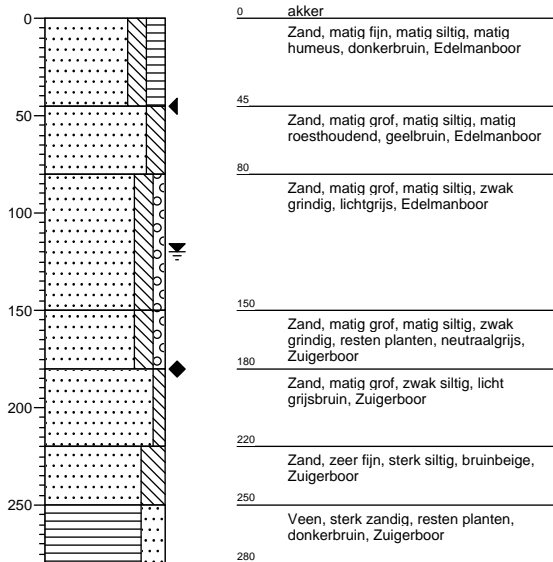 0
50
100
150
200
250
0 akker
Zand, matig fijn, matig siltig, matig
humeus, donkerbruin, Edelmanboor
45
Zand, matig grof, matig siltig, matig
roesthoudend, geelbruin, Edelmanboor
80
Zand, matig grof, matig siltig, zwak
grindig, lichtgrijs, Edelmanboor
150
Zand, matig grof, matig siltig, zwak
grindig, resten planten, neutraalgrijs,
Zuigerboor
180
Zand, matig grof, zwak siltig, licht
grijsbruin, Zuigerboor
220
Zand, zeer fijn, sterk siltig, bruinbeige,
Zuigerboor
250
Veen, sterk zandig, resten planten,
donkerbruin, Zuigerboor
280